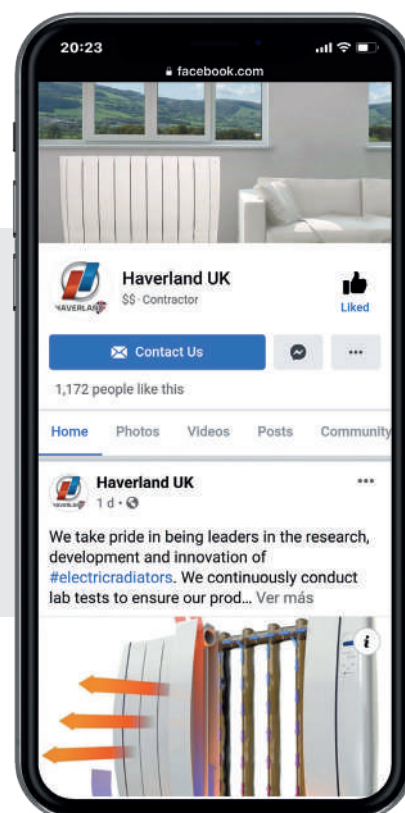 20:23
facebook.com
Haverland UK
$$ · Contractor
HAVERLAND
Liked
Contact Us
...
1,172 people like this
Home Photos Videos Posts Community
Haverland UK
1 d ·
...
We take pride in being leaders in the research,
development and innovation of
#electricradiators. We continuously conduct
lab tests to ensure our prod... Ver más
i